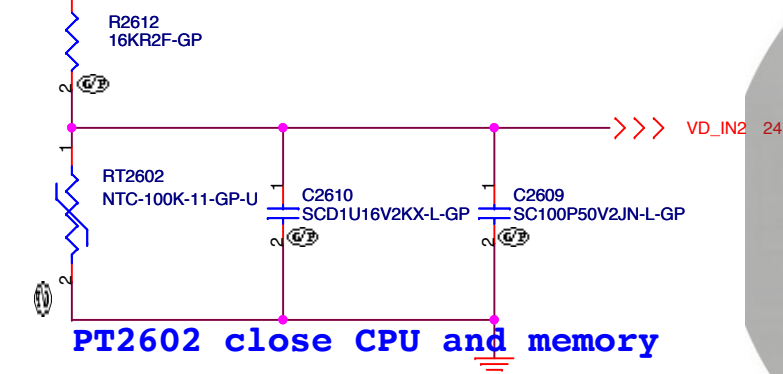 R2612
16KR2F-GP
2
G/P
VD_IN2 24
1
RT2602
NTC-100K-11-GP-U
1
C2610
SCD1U16V2KX-L-GP
2
G/P
1
C2609
SC100P50V2JN-L-GP
2
G/P
2
PT2602 close CPU and memory